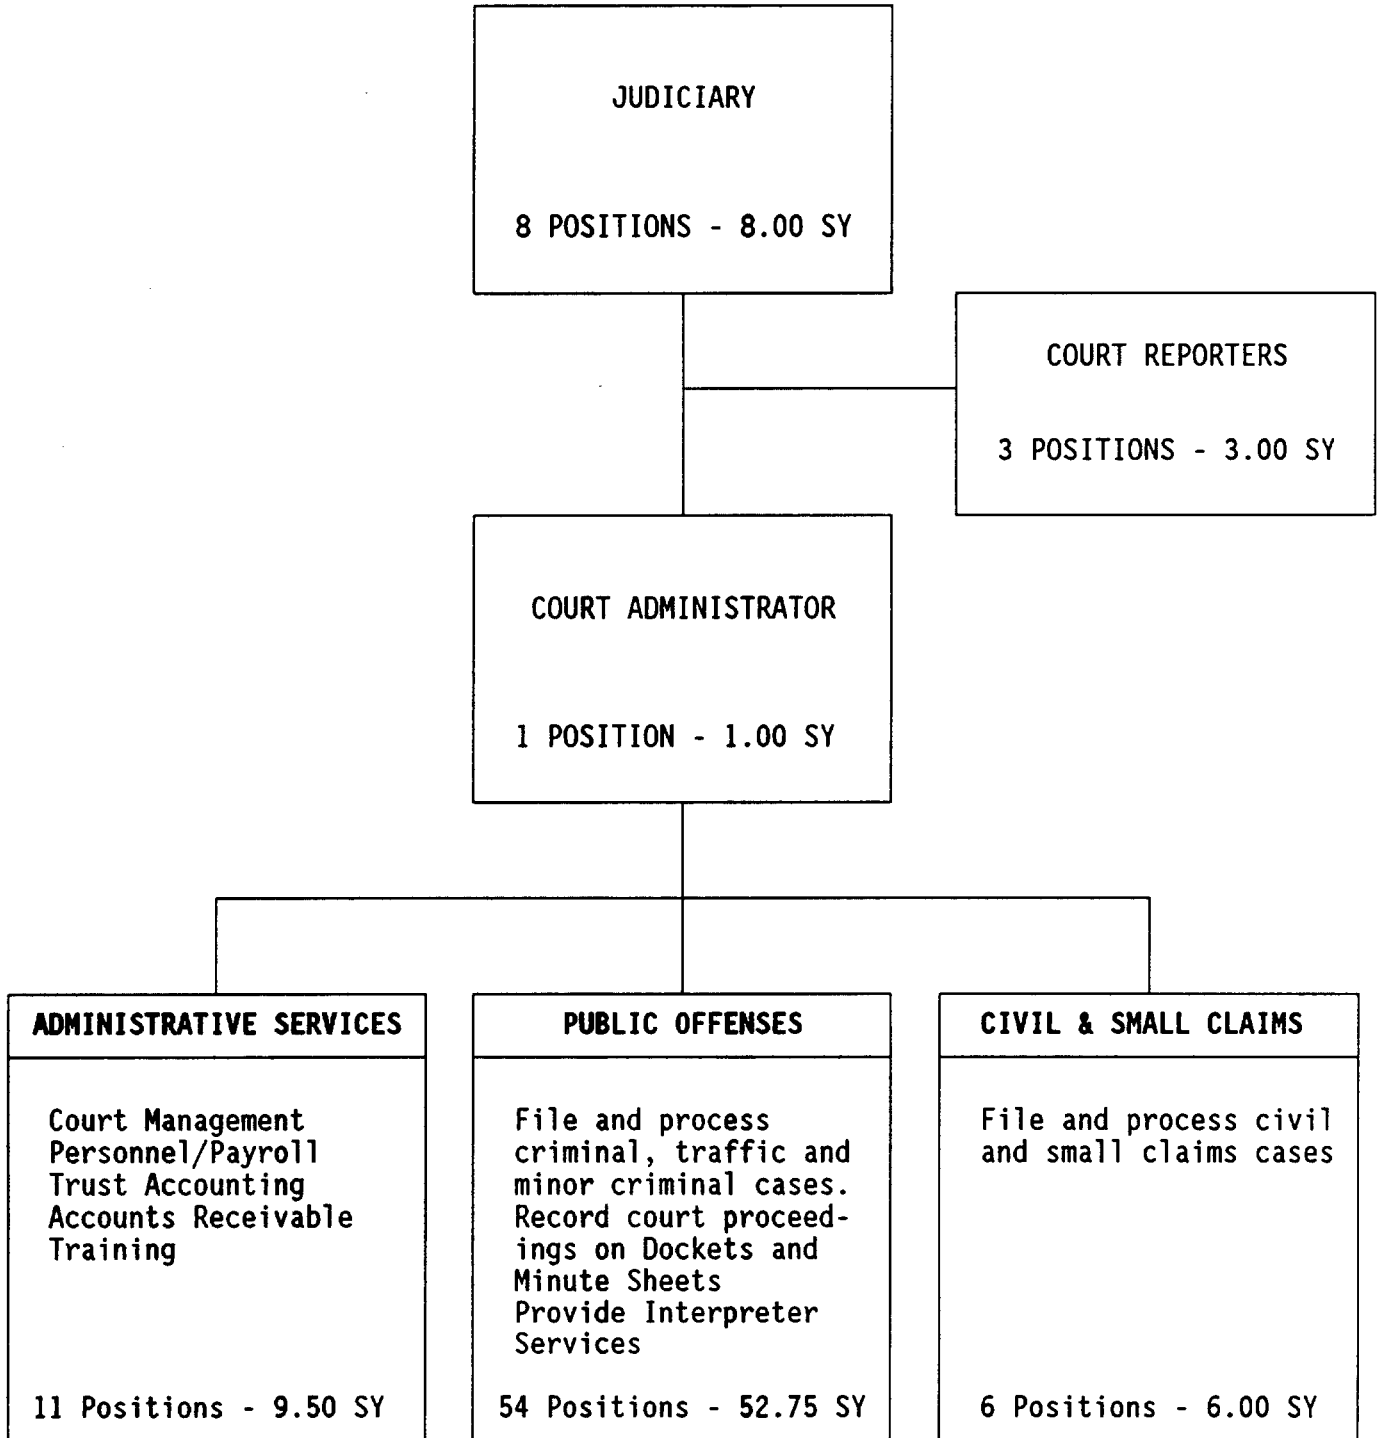 JUDICIARY
8 POSITIONS - 8.00 SY
COURT REPORTERS
3 POSITIONS - 3.00 SY
COURT ADMINISTRATOR
1 POSITION - 1.00 SY
ADMINISTRATIVE SERVICES
Court Management
Personnel/Payroll
Trust Accounting
Accounts Receivable
Training
11 Positions - 9.50 SY
PUBLIC OFFENSES
File and process
criminal, traffic and
minor criminal cases.
Record court proceed-
ings on Dockets and
Minute Sheets
Provide Interpreter
Services
54 Positions - 52.75 SY
CIVIL & SMALL CLAIMS
File and process civil
and small claims cases
6 Positions - 6.00 SY